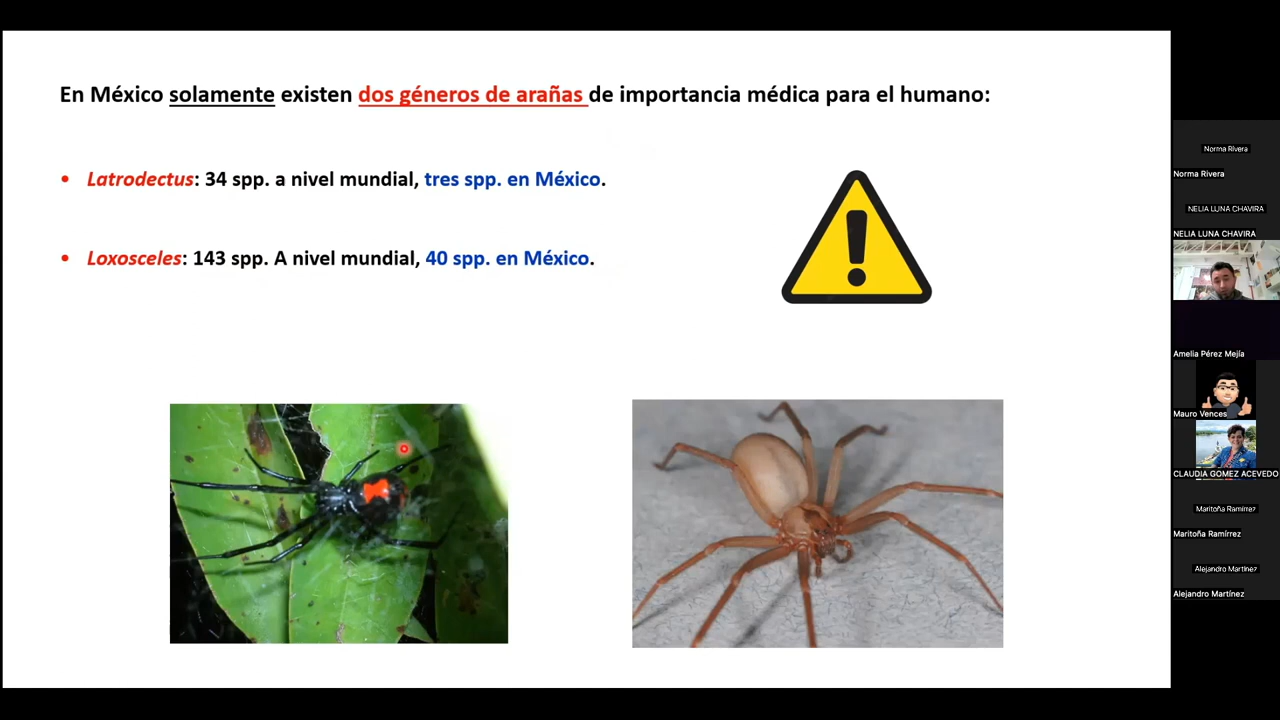 En México solamente existen dos géneros de arañas de importancia médica para el humano:
• Latrodectus: 34 spp. a nivel mundial, tres spp. en México.
• Loxosceles: 143 spp. A nivel mundial, 40 spp. en México.
Norma Rivera
Norma Rivera
NELIA LUNA CHAVIRA
NELIA LUNA CHAVIRA
Amelia Pérez Mejía
Mauro Vences
CLAUDIA GOMEZ ACEVEDO
Maritoña Ramírrez
Maritoña Ramírrez
Alejandro Martínez
Alejandro Martínez